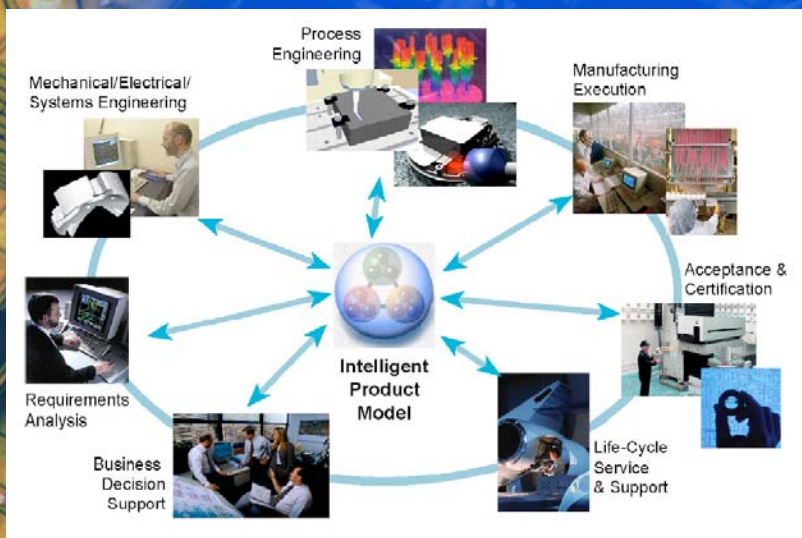 Process
Engineering
Mechanical/Electrical/
Systems Engineering
Manufacturing
Execution
Acceptance &
Certification
Intelligent
Product
Model
Requirements
Analysis
Business
Decision
Support
Life-Cycle
Service
& Support